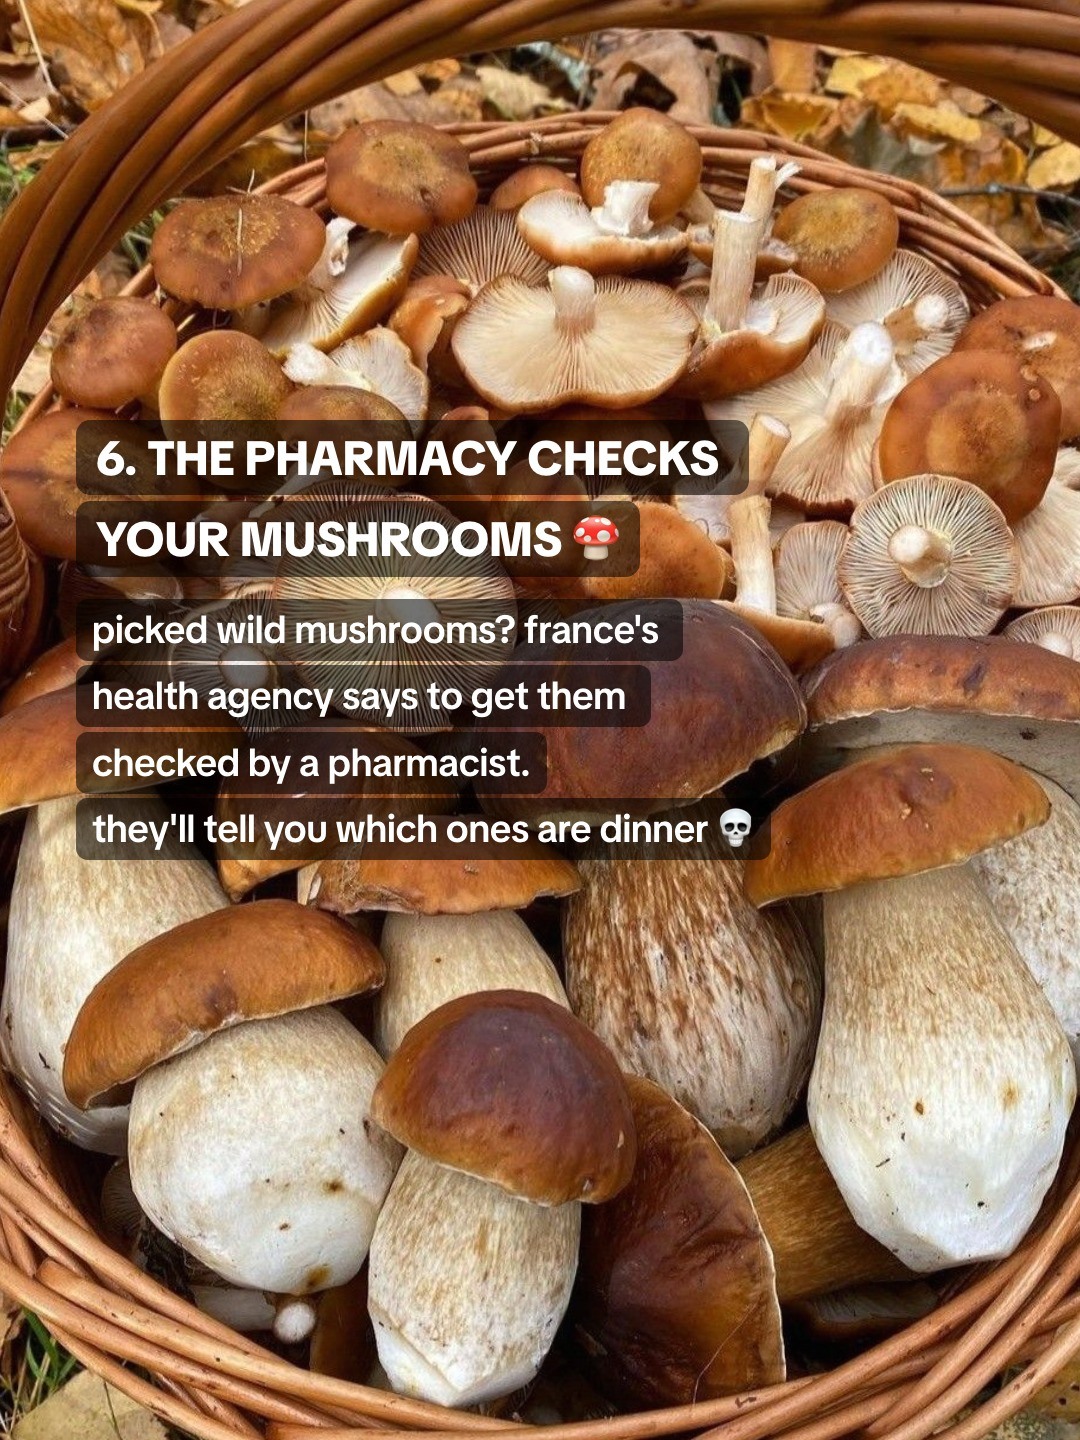 6. THE PHARMACY CHECKS
YOUR MUSHROOMS 🍄
picked wild mushrooms? france's
health agency says to get them
checked by a pharmacist.
they'll tell you which ones are dinner 💀